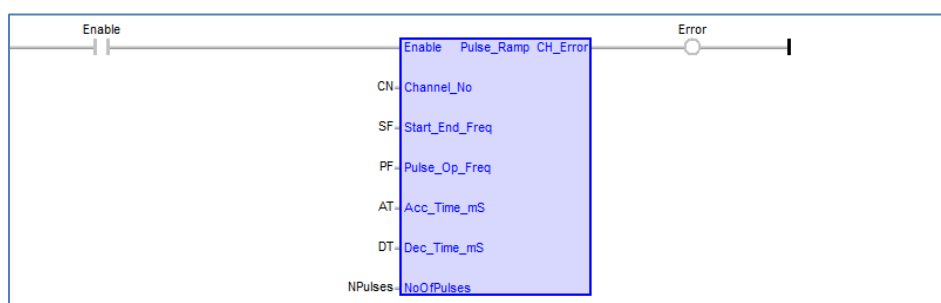 Enable Error
Enable Pulse_Ramp CH_Error
CN Channel_No
SF Start_End_Freq
PF Pulse_Op_Freq
AT Acc_Time_mS
DT Dec_Time_mS
NPulses NoOfPulses